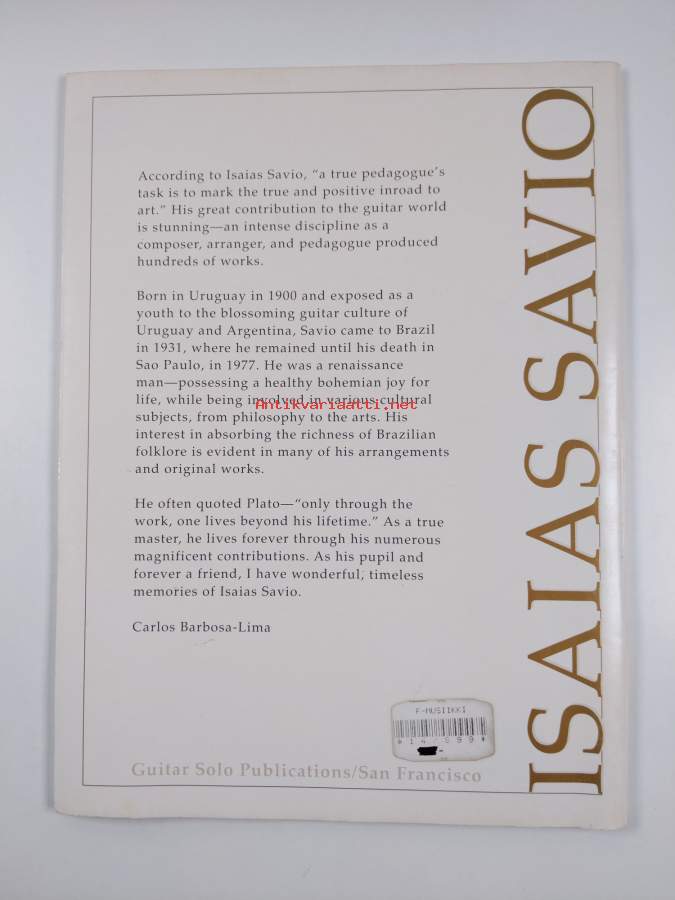 According to Isaias Savio, “a true pedagogue’s
task is to mark the true and positive inroad to
art.” His great contribution to the guitar world
is stunning—an intense discipline as a
composer, arranger, and pedagogue produced
hundreds of works.
Born in Uruguay in 1900 and exposed as a
youth to the blossoming guitar culture of
Uruguay and Argentina, Savio came to Brazil
in 1931, where he remained until his death in
Sao Paulo, in 1977. He was a renaissance
man—possessing a healthy bohemian joy for
life, while being involved in various cultural
Antikvariaatti.net
subjects, from philosophy to the arts. His
interest in absorbing the richness of Brazilian
folklore is evident in many of his arrangements
and original works.
He often quoted Plato—“only through the
work, one lives beyond his lifetime.” As a true
master, he lives forever through his numerous
magnificent contributions. As his pupil and
forever a friend, I have wonderful, timeless
memories of Isaias Savio.
Carlos Barbosa-Lima
F-MUSIIKKI
Guitar Solo Publications/San Francisco
ISAIAS SAVIO